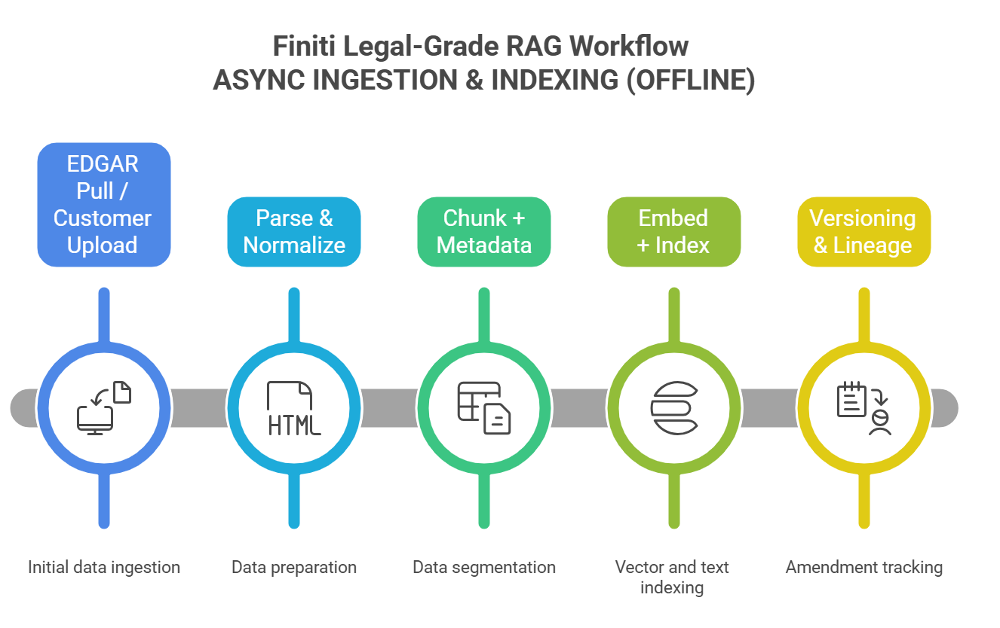 Finiti Legal-Grade RAG Workflow
ASYNC INGESTION & INDEXING (OFFLINE)
EDGAR
Pull /
Customer
Upload
Parse &
Normalize
Chunk +
Metadata
Embed
+ Index
Versioning
& Lineage
HTML
Initial data ingestion
Data preparation
Data segmentation
Vector and text
indexing
Amendment tracking